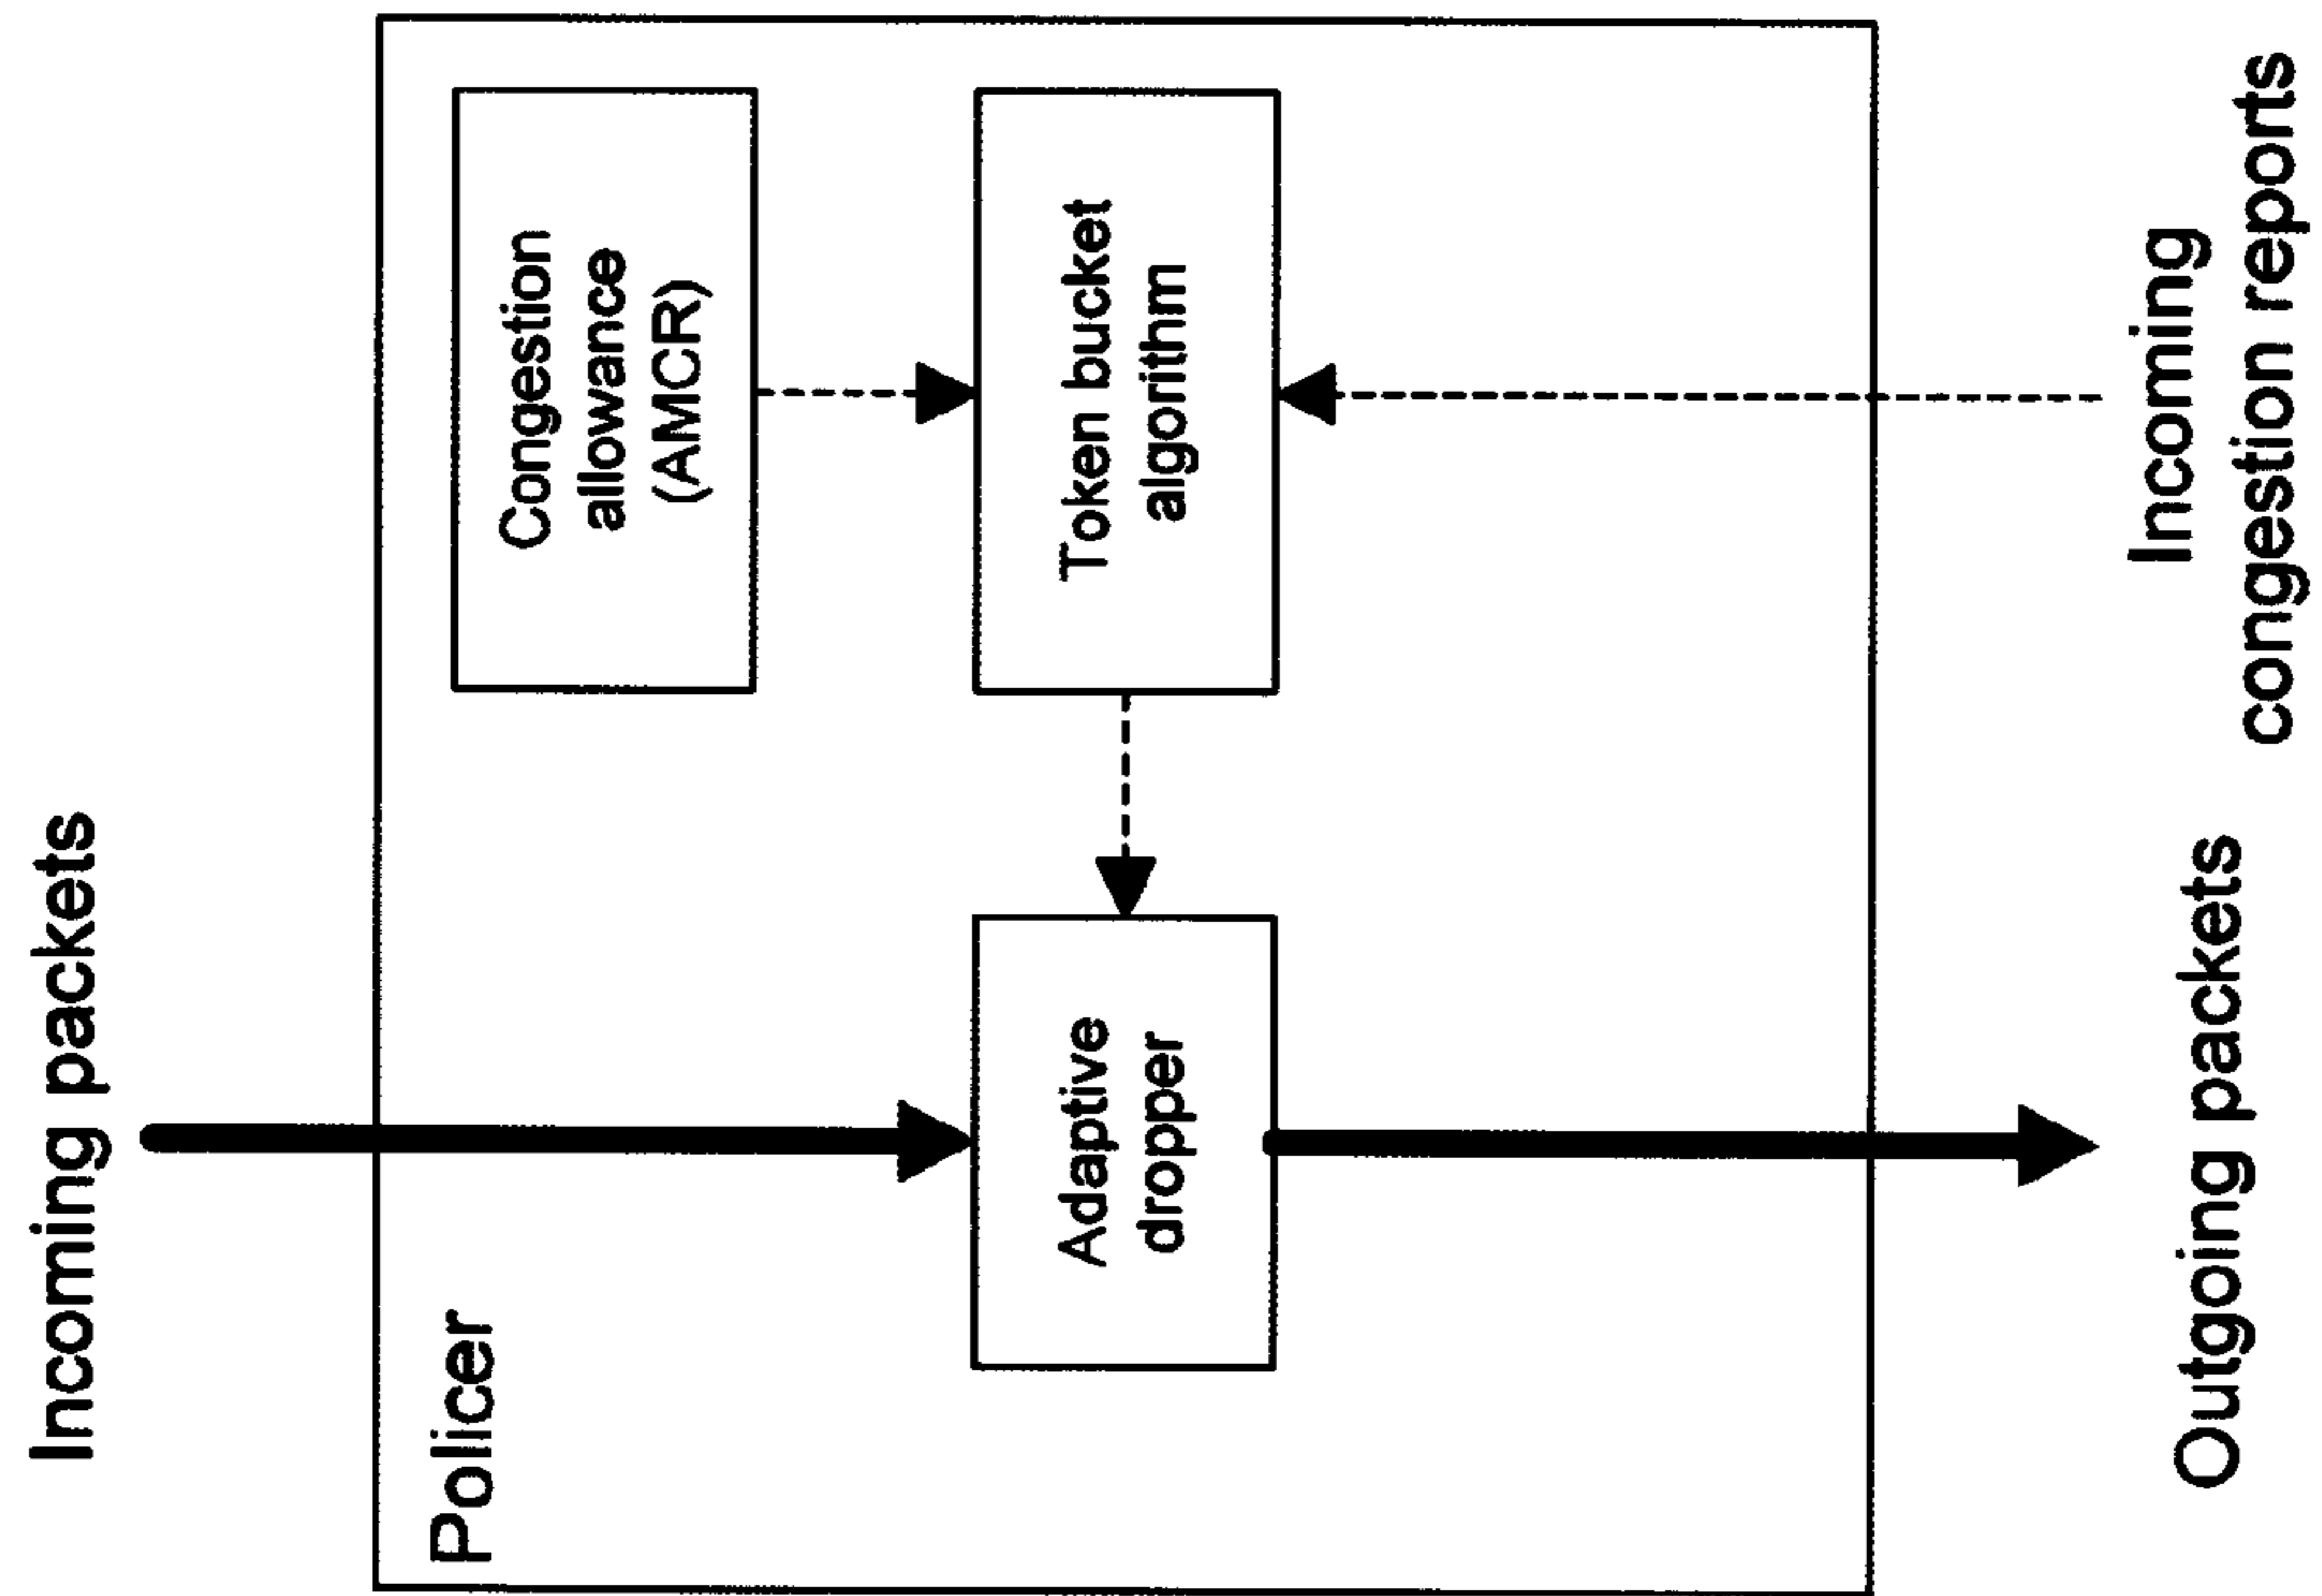 Incoming packets
Policer
Adaptive
dropper
Congestion
allowance
(AMCR)
Token bucket
algorithm
Outgoing packets
Incoming
congestion reports